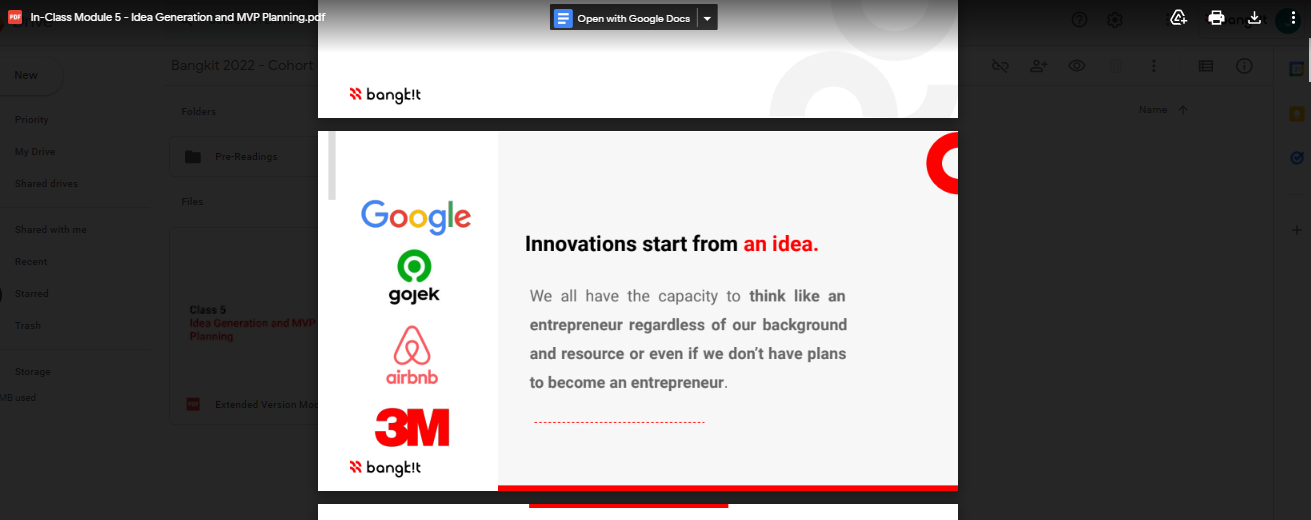 In-Class Module 5 - Idea Generation and MVP Planning.pdf
Open with Google Docs
New
Priority
My Drive
Shared drives
Shared with me
Recent
Starred
Trash
Storage
MB used
Bangkit 2022 - Cohort
Folders
Pre-Readings
Files
Class 5
Idea Generation and MVP
Planning
PDF
Extended Version Mod
Name
bangk!t
Google
gojek
airbnb
3M
bangk!t
Innovations start from an idea.
We all have the capacity to think like an
entrepreneur regardless of our background
and resource or even if we don't have plans
to become an entrepreneur.